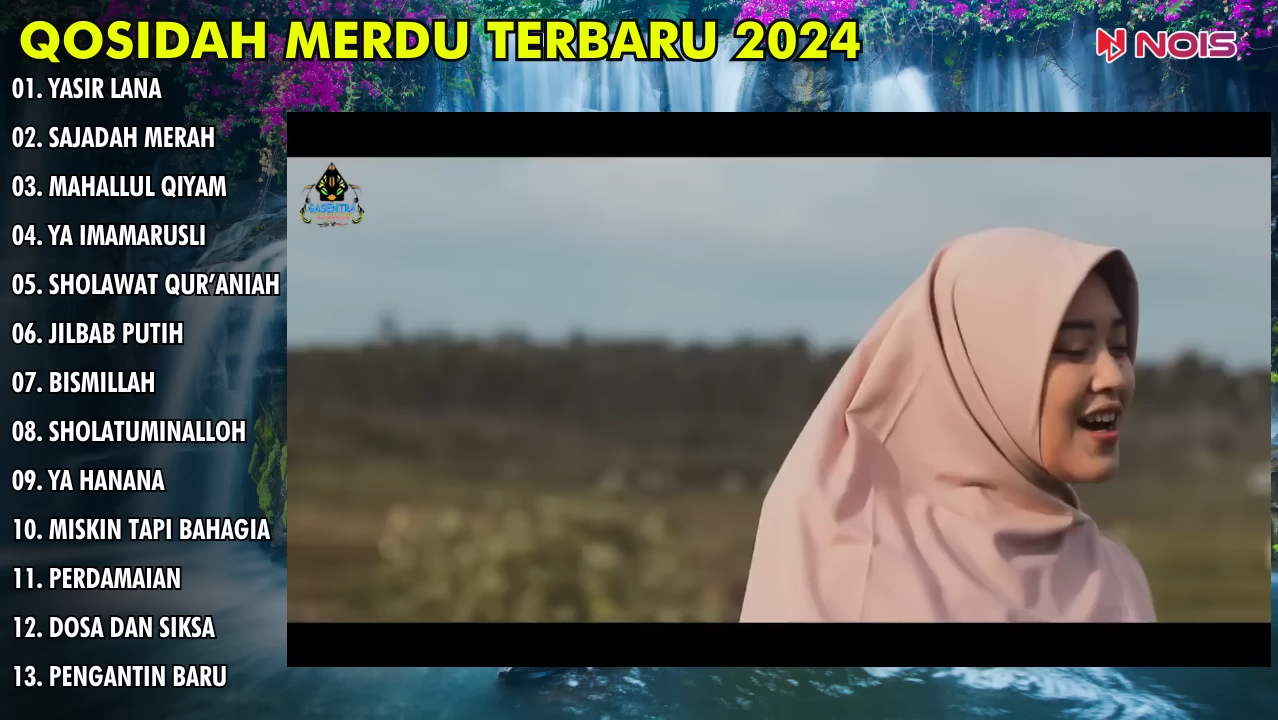 QOSIDAH MERDU TERBARU 2024
NOIS
01. YASIR LANA
02. SAJADAH MERAH
03. MAHALLUL QIYAM
04. YA IMAMARUSLI
05. SHOLAWAT QUR’ANIAH
06. JILBAB PUTIH
07. BISMILLAH
08. SHOLATUMINALLOH
09. YA HANANA
10. MISKIN TAPI BAHAGIA
11. PERDAMAIAN
12. DOSA DAN SIKSA
13. PENGANTIN BARU
GASENTRA